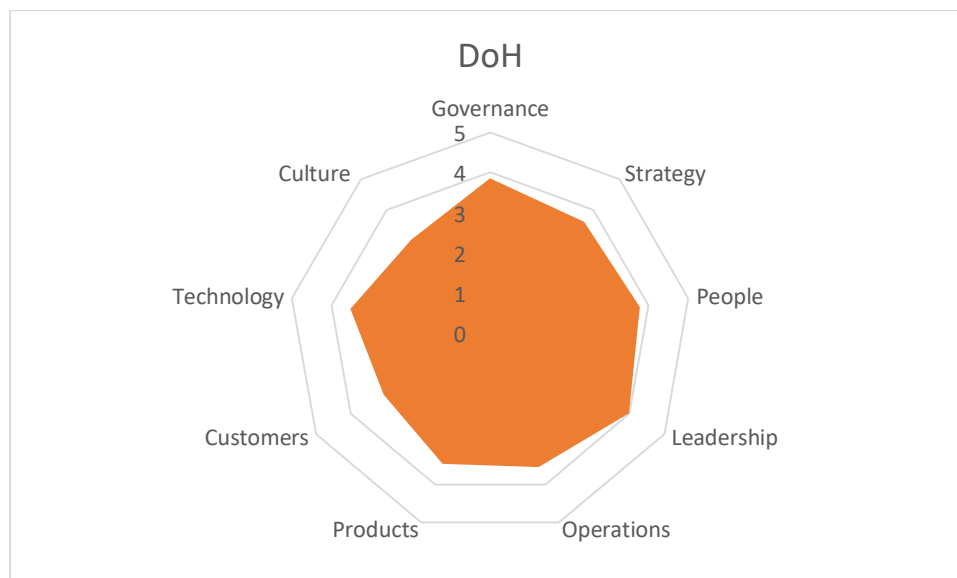 DoH
Governance
5
4
3
2
1
0
Strategy
People
Leadership
Operations
Products
Customers
Technology
Culture